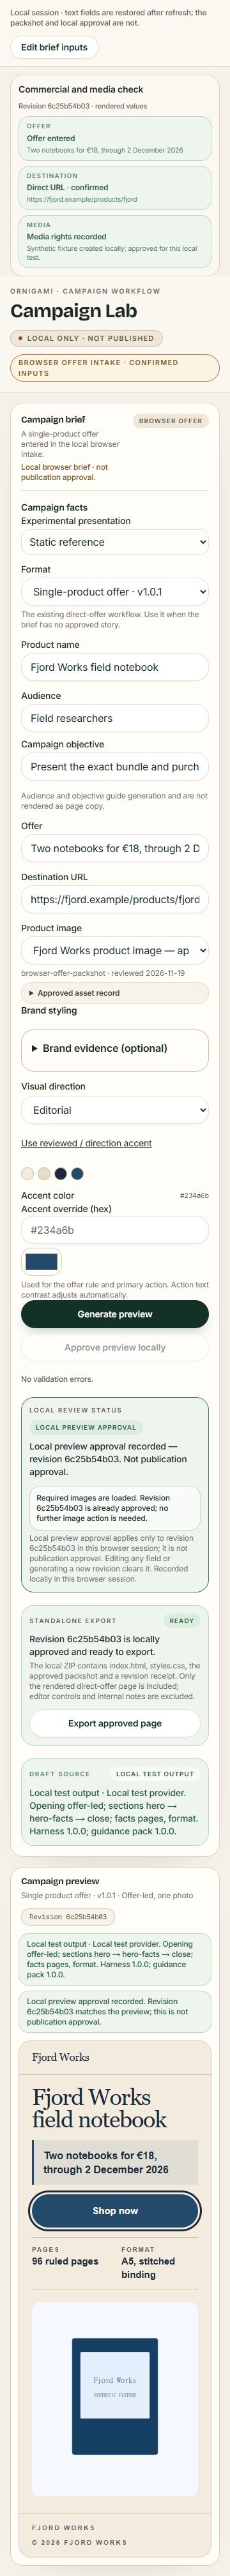 Local session · text fields are restored after refresh; the
packshot and local approval are not.
Edit brief inputs
Commercial and media check
Revision 6c25b54b03 · rendered values
OFFER
Offer entered
Two notebooks for €18, through 2 December 2026
DESTINATION
Direct URL · confirmed
https://fjord.example/products/fjord
MEDIA
Media rights recorded
Synthetic fixture created locally; approved for this local
test.
ORNIGAMI · CAMPAIGN WORKFLOW
Campaign Lab
LOCAL ONLY · NOT PUBLISHED
BROWSER OFFER INTAKE · CONFIRMED
INPUTS
Campaign brief
BROWSER OFFER
A single-product offer
entered in the local browser
intake.
Local browser brief · not
publication approval.
Campaign facts
Experimental presentation
Static reference
Format
Single-product offer · v1.0.1
The existing direct-offer workflow. Use it when the
brief has no approved story.
Product name
Fjord Works field notebook
Audience
Field researchers
Campaign objective
Present the exact bundle and purch
Audience and objective guide generation and are not
rendered as page copy.
Offer
Two notebooks for €18, through 2 D
Destination URL
https://fjord.example/products/fjord
Product image
Fjord Works product image — ap
browser-offer-packshot · reviewed 2026-11-19
Approved asset record
Brand styling
Brand evidence (optional)
Visual direction
Editorial
Use reviewed / direction accent
Accent color
#234a6b
Accent override (hex)
#234a6b
Used for the offer rule and primary action. Action text
contrast adjusts automatically.
Generate preview
Approve preview locally
No validation errors.
LOCAL REVIEW STATUS
LOCAL PREVIEW APPROVAL
Local preview approval recorded —
revision 6c25b54b03. Not publication
approval.
Required images are loaded. Revision
6c25b54b03 is already approved; no
further image action is needed.
Local preview approval applies only to revision
6c25b54b03 in this browser session; it is not
publication approval. Editing any field or
generating a new revision clears it. Recorded
locally in this browser session.
STANDALONE EXPORT
READY
Revision 6c25b54b03 is locally
approved and ready to export.
The local ZIP contains index.html, styles.css, the
approved packshot and a revision receipt. Only
the rendered direct-offer page is included;
editor controls and internal notes are excluded.
Export approved page
DRAFT SOURCE
LOCAL TEST OUTPUT
Local test output · Local test provider.
Opening offer-led; sections hero →
hero-facts → close; facts pages, format.
Harness 1.0.0; guidance pack 1.0.0.
Campaign preview
Single product offer · v1.0.1 · Offer-led, one photo
Revision 6c25b54b03
Local test output · Local test provider. Opening
offer-led; sections hero → hero-facts → close;
facts pages, format. Harness 1.0.0; guidance
pack 1.0.0.
Local preview approval recorded. Revision
6c25b54b03 matches the preview; this is not
publication approval.
Fjord Works
Fjord Works
field notebook
Two notebooks for €18,
through 2 December 2026
Shop now
PAGES
96 ruled pages
FORMAT
A5, stitched
binding
Fjord Works
SYNTHETIC FIXTURE
FJORD WORKS
© 2026 FJORD WORKS